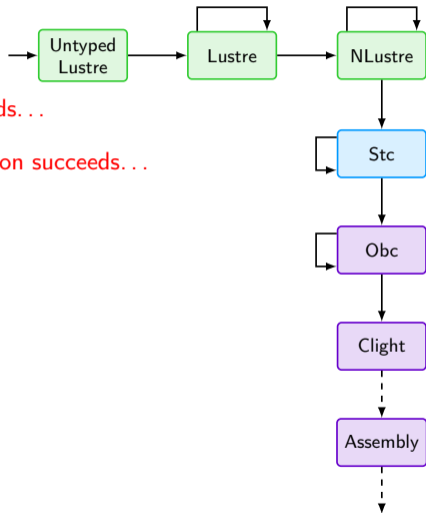 Untyped
Lustre
Lustre
NLustre
ds...
on succeeds...
Stc
Obc
Clight
Assembly